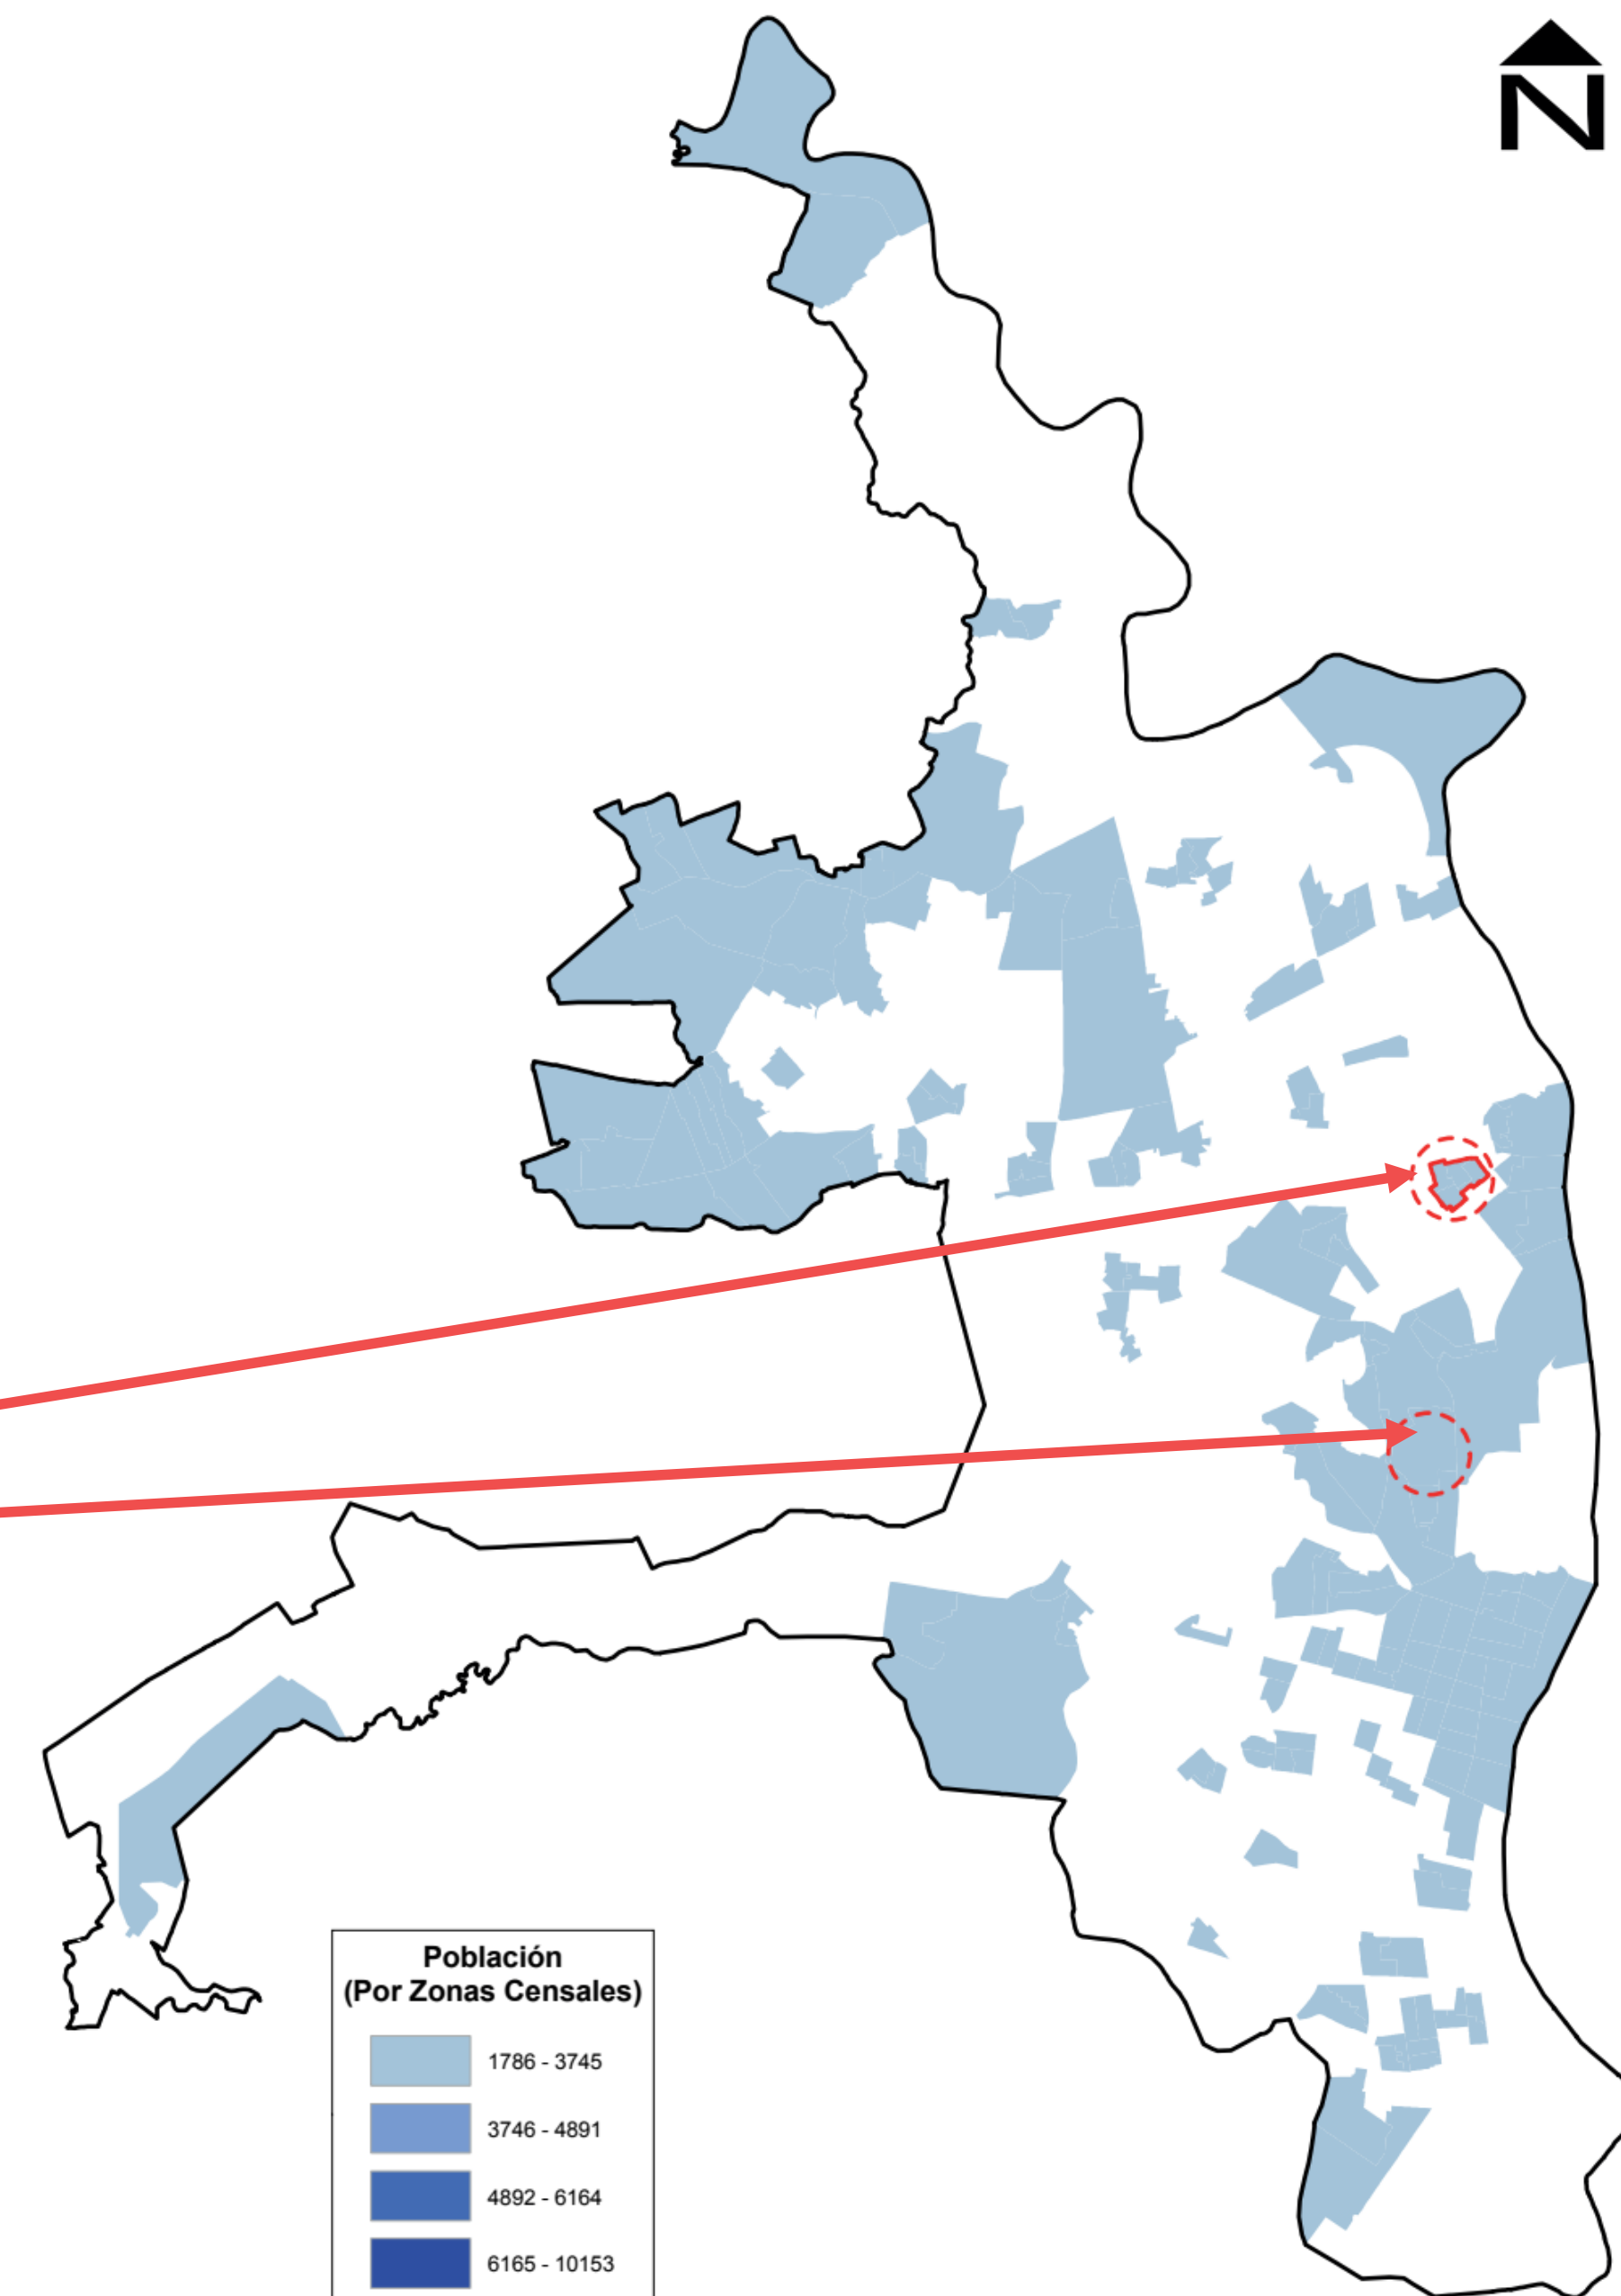 N
Población
(Por Zonas Censales)
1786 - 3745
3746 - 4891
4892 - 6164
6165 - 10153